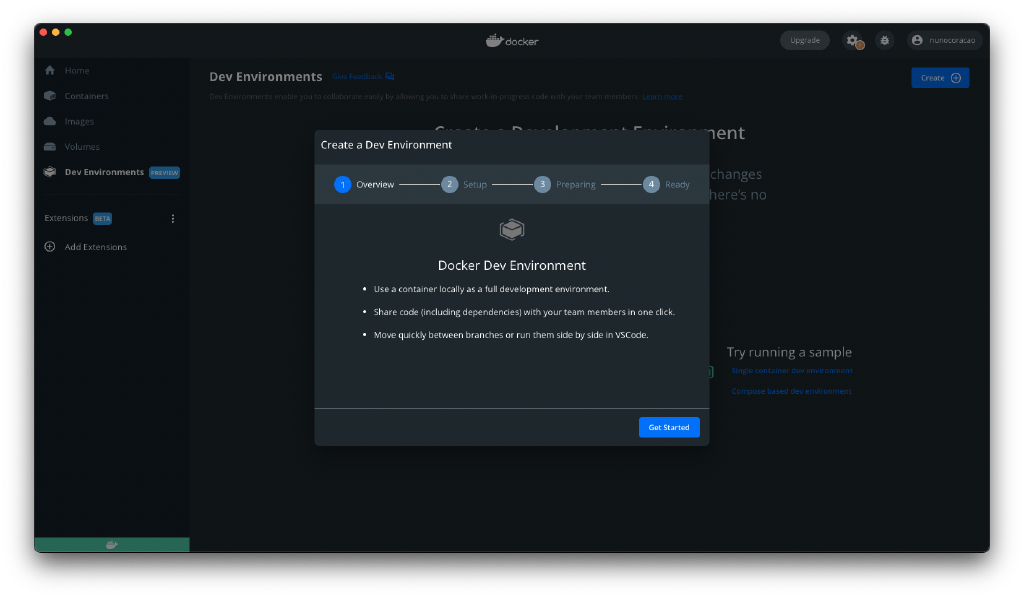 docker
Upgrade
nunocoracao
Home
Containers
Images
Volumes
Dev Environments PREVIEW
Extensions BETA
Add Extensions
Dev Environments Give Feedback
Create
Dev Environments enable you to collaborate easily by allowing you to share work-in-progress code with your team members. Learn more
Create a Development Environment
changes
here's no
Create a Dev Environment
1 Overview 2 Setup 3 Preparing 4 Ready
Docker Dev Environment
• Use a container locally as a full development environment.
• Share code (including dependencies) with your team members in one click.
• Move quickly between branches or run them side by side in VSCode.
Get Started
Try running a sample
Single container dev environment
Compose based dev environment